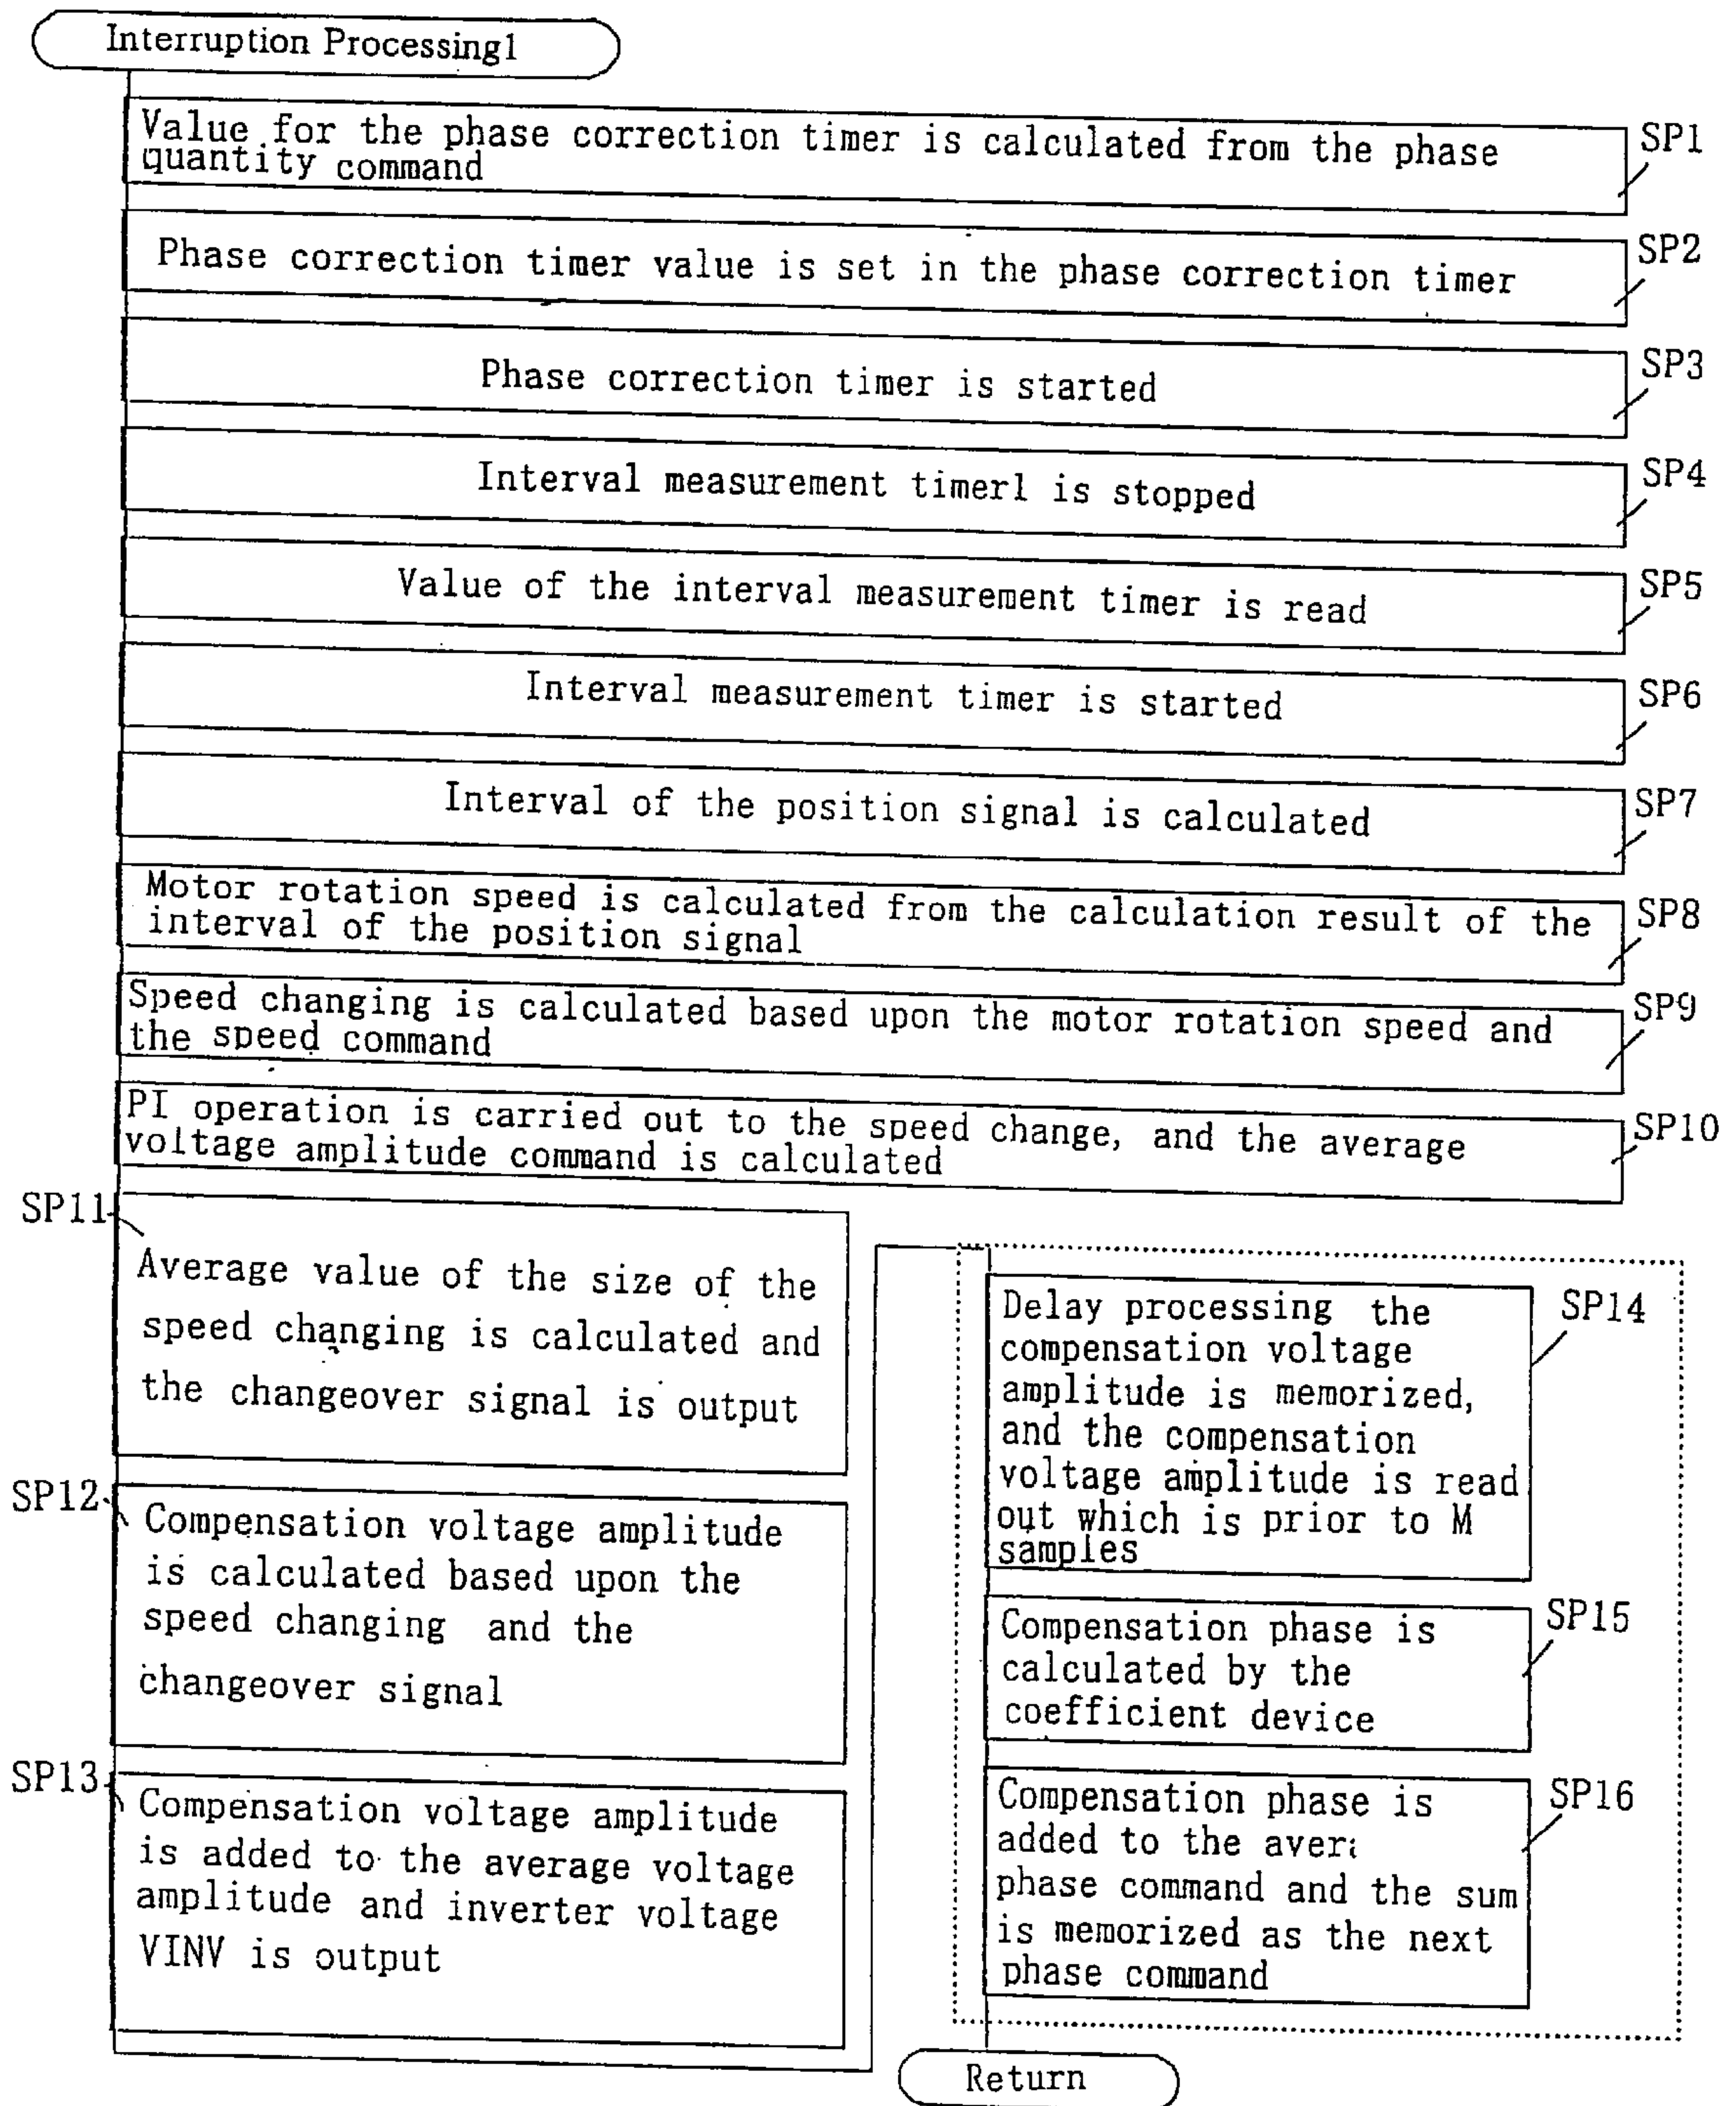 Interruption Processing1
Value for the phase correction timer is calculated from the phase
quantity command
SP1
Phase correction timer value is set in the phase correction timer
SP2
Phase correction timer is started
SP3
Interval measurement timer1 is stopped
SP4
Value of the interval measurement timer is read
SP5
Interval measurement timer is started
SP6
Interval of the position signal is calculated
SP7
Motor rotation speed is calculated from the calculation result of the
interval of the position signal
SP8
Speed changing is calculated based upon the motor rotation speed and
the speed command
SP9
PI operation is carried out to the speed change, and the average
voltage amplitude command is calculated
SP10
SP11
Average value of the size of the
speed changing is calculated and
the changeover signal is output
SP12
Compensation voltage amplitude
is calculated based upon the
speed changing and the
changeover signal
SP13
Compensation voltage amplitude
is added to the average voltage
amplitude and inverter voltage
VINV is output
Delay processing the
compensation voltage
amplitude is memorized,
and the compensation
voltage amplitude is read
out which is prior to M
samples
SP14
Compensation phase is
calculated by the
coefficient device
SP15
Compensation phase is
added to the
phase command and the sum
is memorized as the next
phase command
SP16
Return